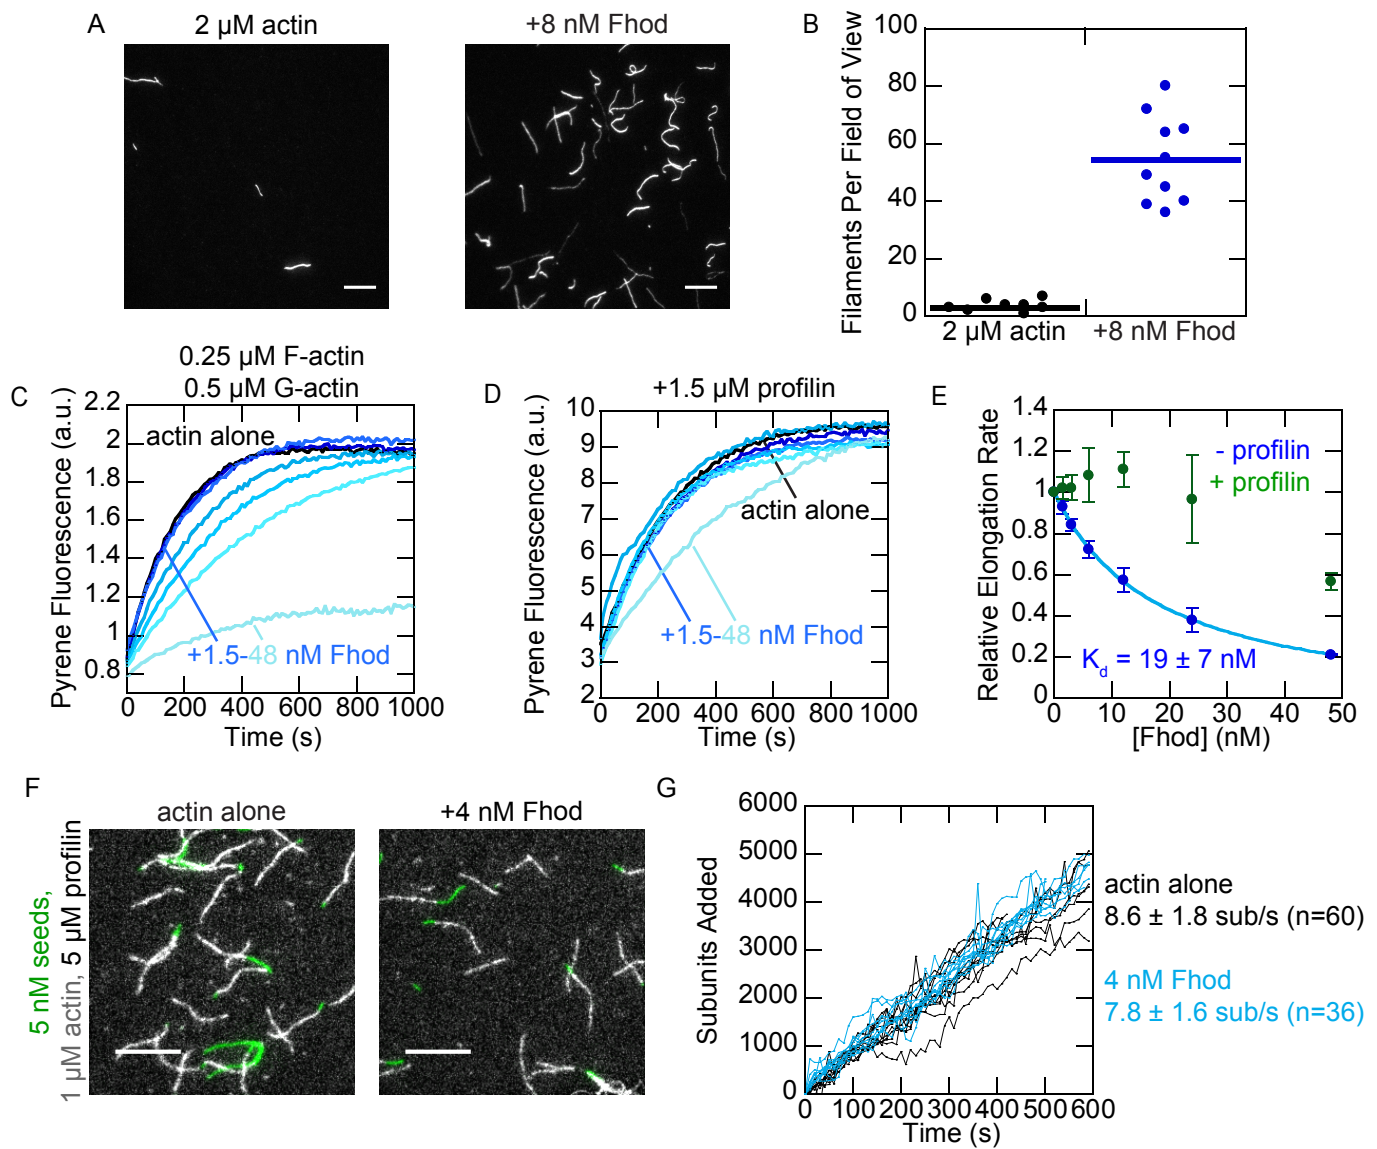 A
2 µM actin
+8 nM Fhod
B
Filaments Per Field of View
100
80
60
40
20
0
2 µM actin
+8 nM Fhod
C
0.25 µM F-actin
0.5 µM G-actin
Pyrene Fluorescence (a.u.)
2.2
2
1.8
1.6
1.4
1.2
1
0.8
actin alone
+1.5-48 nM Fhod
0 200 400 600 800 1000
Time (s)
D
+1.5 µM profilin
Pyrene Fluorescence (a.u.)
10
9
8
7
6
5
4
3
2
actin alone
+1.5-48 nM Fhod
0 200 400 600 800 1000
Time (s)
E
Relative Elongation Rate
1.4
1.2
1
0.8
0.6
0.4
0.2
0
- profilin
+ profilin
Kd = 19 ± 7 nM
0 10 20 30 40 50
[Fhod] (nM)
F
actin alone
+4 nM Fhod
5 nM seeds,
1 µM actin, 5 µM profilin
G
Subunits Added
6000
5000
4000
3000
2000
1000
0
0 100 200 300 400 500 600
Time (s)
actin alone
8.6 ± 1.8 sub/s (n=60)
4 nM Fhod
7.8 ± 1.6 sub/s (n=36)